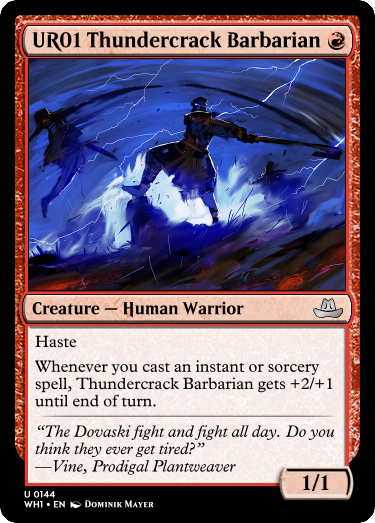 UR01 Thundercrack Barbarian
Creature — Human Warrior
Haste
Whenever you cast an instant or sorcery
spell, Thundercrack Barbarian gets +2/+1
until end of turn.
“The Dovaski fight and fight all day. Do you
think they ever get tired?”
—Vine, Prodigal Plantweaver
1/1
U 0144
WH1 • EN Dominik Mayer